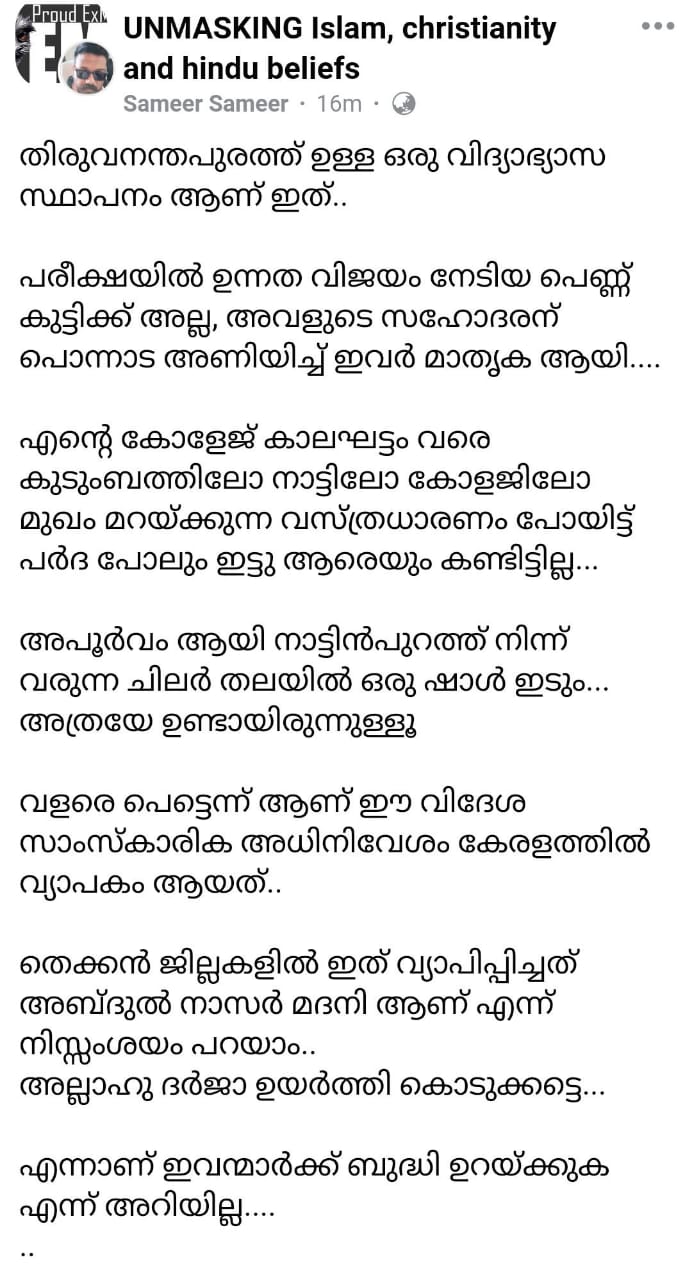 Proud Ex
UNMASKING Islam, christianity
and hindu beliefs
Sameer Sameer · 16m ·
തിരുവനന്തപുരത്ത് ഉള്ള ഒരു വിദ്യാഭ്യാസ
സ്ഥാപനം ആണ് ഇത്..
പരീക്ഷയിൽ ഉന്നത വിജയം നേടിയ പെണ്ണ്
കുട്ടിക്ക് അല്ല, അവളുടെ സഹോദരന്
പൊന്നാട അണിയിച്ച് ഇവർ മാതൃക ആയി....
എന്റെ കോളേജ് കാലഘട്ടം വരെ
കുടുംബത്തിലോ നാട്ടിലോ കോളജിലോ
മുഖം മറയ്ക്കുന്ന വസ്ത്രധാരണം പോയിട്ട്
പർദ പോലും ഇട്ടു ആരെയും കണ്ടിട്ടില്ല...
അപൂർവം ആയി നാട്ടിൻപുറത്ത് നിന്ന്
വരുന്ന ചിലർ തലയിൽ ഒരു ഷാൾ ഇടും...
അത്രയേ ഉണ്ടായിരുന്നുള്ളൂ
വളരെ പെട്ടെന്ന് ആണ് ഈ വിദേശ
സാംസ്കാരിക അധിനിവേശം കേരളത്തിൽ
വ്യാപകം ആയത്..
തെക്കൻ ജില്ലകളിൽ ഇത് വ്യാപിപ്പിച്ചത്
അബ്ദുൽ നാസർ മദനി ആണ് എന്ന്
നിസ്സംശയം പറയാം..
അല്ലാഹു ദർജാ ഉയർത്തി കൊടുക്കട്ടെ...
എന്നാണ് ഇവന്മാർക്ക് ബുദ്ധി ഉറയ്ക്കുക
എന്ന് അറിയില്ല....
..